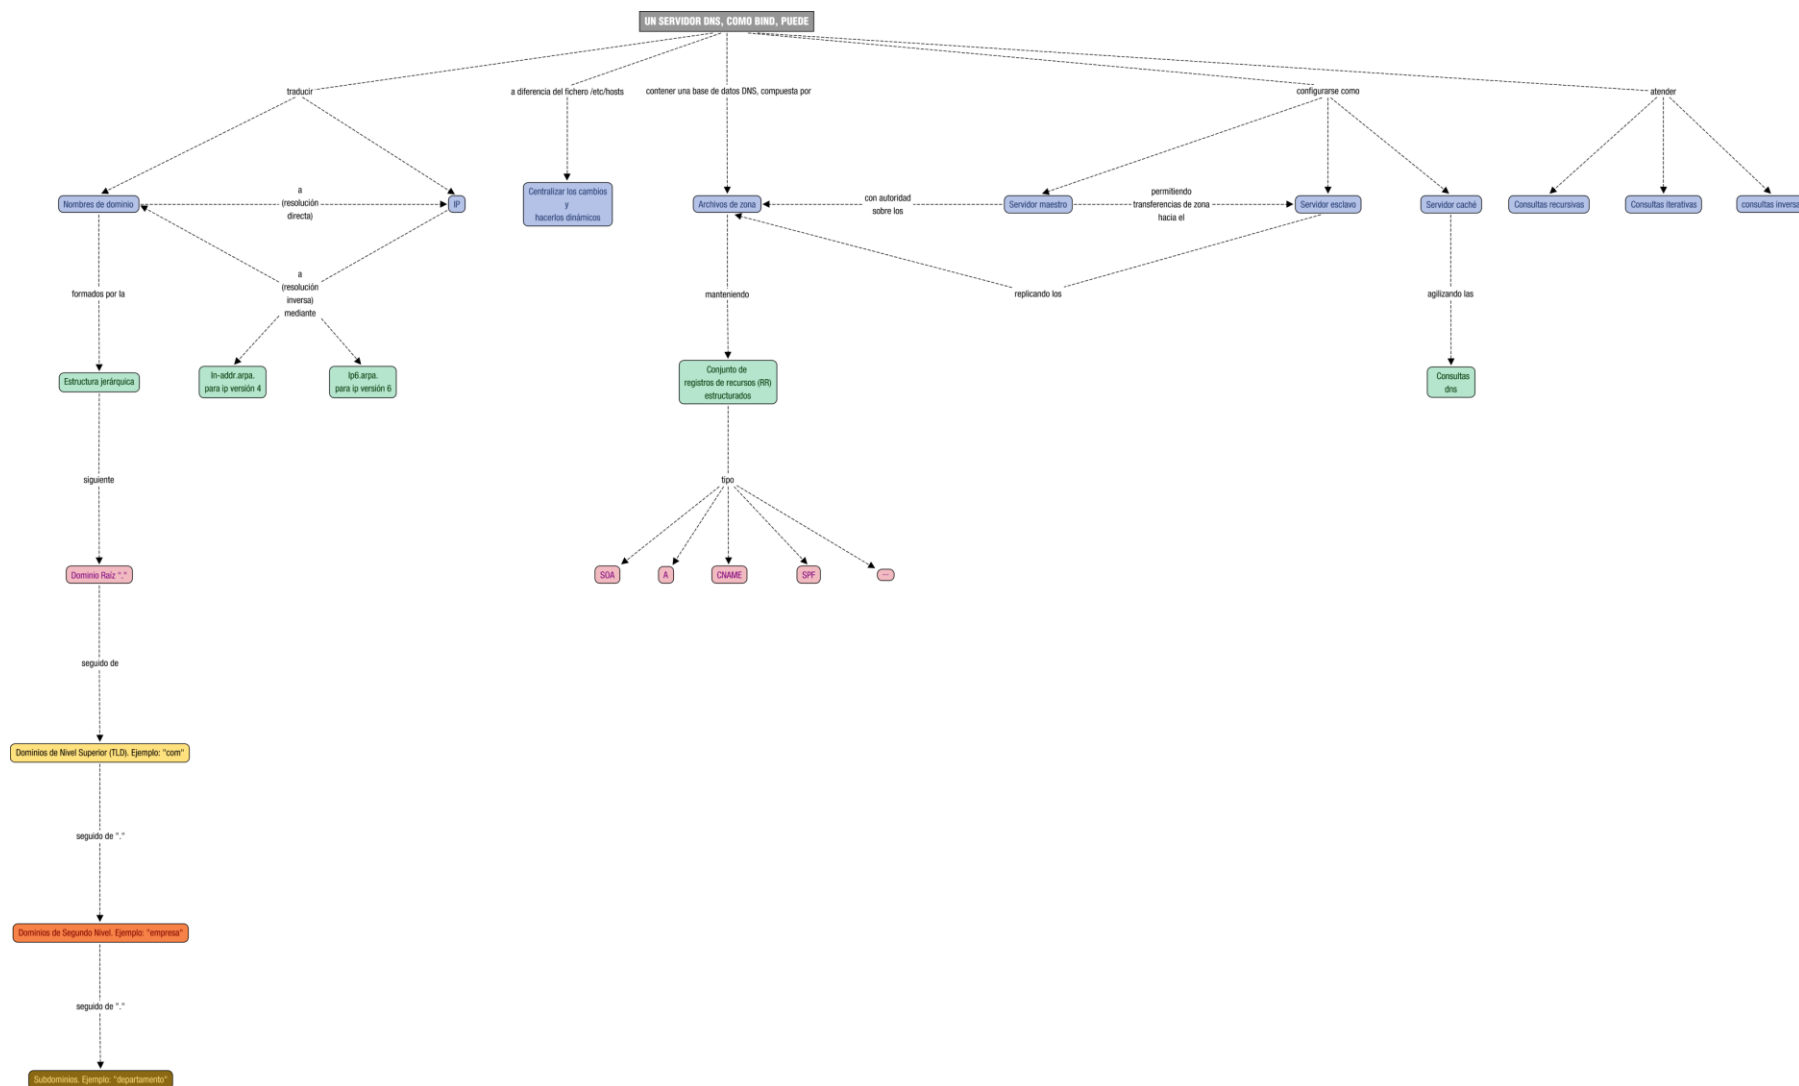 UN SERVIDOR DNS, COMO BIND, PUEDE
traducir
a diferencia del fichero /etc/hosts
contener una base de datos DNS, compuesta por
configurarse como
atender
Nombres de dominio
a
(resolución
directa)
IP
Centralizar los cambios
y
hacerlos dinámicos
Archivos de zona
con autoridad
sobre los
Servidor maestro
permitiendo
transferencias de zona
hacia el
Servidor esclavo
Servidor caché
Consultas recursivas
Consultas iterativas
consultas inversa
formados por la
a
(resolución
inversa)
mediante
manteniendo
replicando los
agilizando las
Estructura jerárquica
In-addr.arpa.
para ip versión 4
Ip6.arpa.
para ip versión 6
Conjunto de
registros de recursos (RR)
estructurados
Consultas
dns
siguiente
tipo
Dominio Raíz "."
SOA
A
CNAME
SPF
...
seguido de
Dominios de Nivel Superior (TLD). Ejemplo: "com"
seguido de "."
Dominios de Segundo Nivel. Ejemplo: "empresa"
seguido de "."
Subdominios. Ejemplo: "departamento"